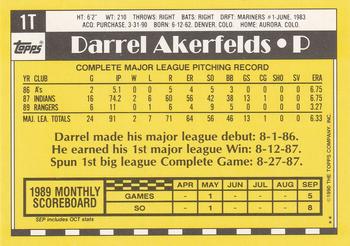 1T
HT: 6'2" WT: 210 THROWS: RIGHT BATS: RIGHT DRFT: MARINERS #1-JUNE, 1983
ACQ: PURCHASE, 3-31-90 BORN: 6-12-62, DENVER, COLO. HOME: AURORA, COLO.
TOPPS
Darrel Akerfelds • P
COMPLETE MAJOR LEAGUE PITCHING RECORD
YR CLUB G IP W L R ER SO BB GS CG SHO SV ERA
86 A's 2 5.1 0 0 5 4 5 3 0 0 0 0 6.75
87 INDIANS 16 74.2 2 6 60 56 42 38 13 1 0 0 6.75
89 RANGERS 6 11 0 1 6 4 9 5 0 0 0 0
MAJ. LEA. TOTALS 24 91 2 7 71 64 56 46 13 1 0 0 6.33
Darrel made his major league debut: 8-1-86.
He earned his 1st major league Win: 8-12-87.
Spun 1st big league Complete Game: 8-27-87.
1989 MONTHLY SCOREBOARD
APR MAY JUN JUL AUG SEP
GAMES - 1 - - - 5
SO - 1 - - - 8
SEP includes OCT stats
©1990 THE TOPPS COMPANY, INC.
**